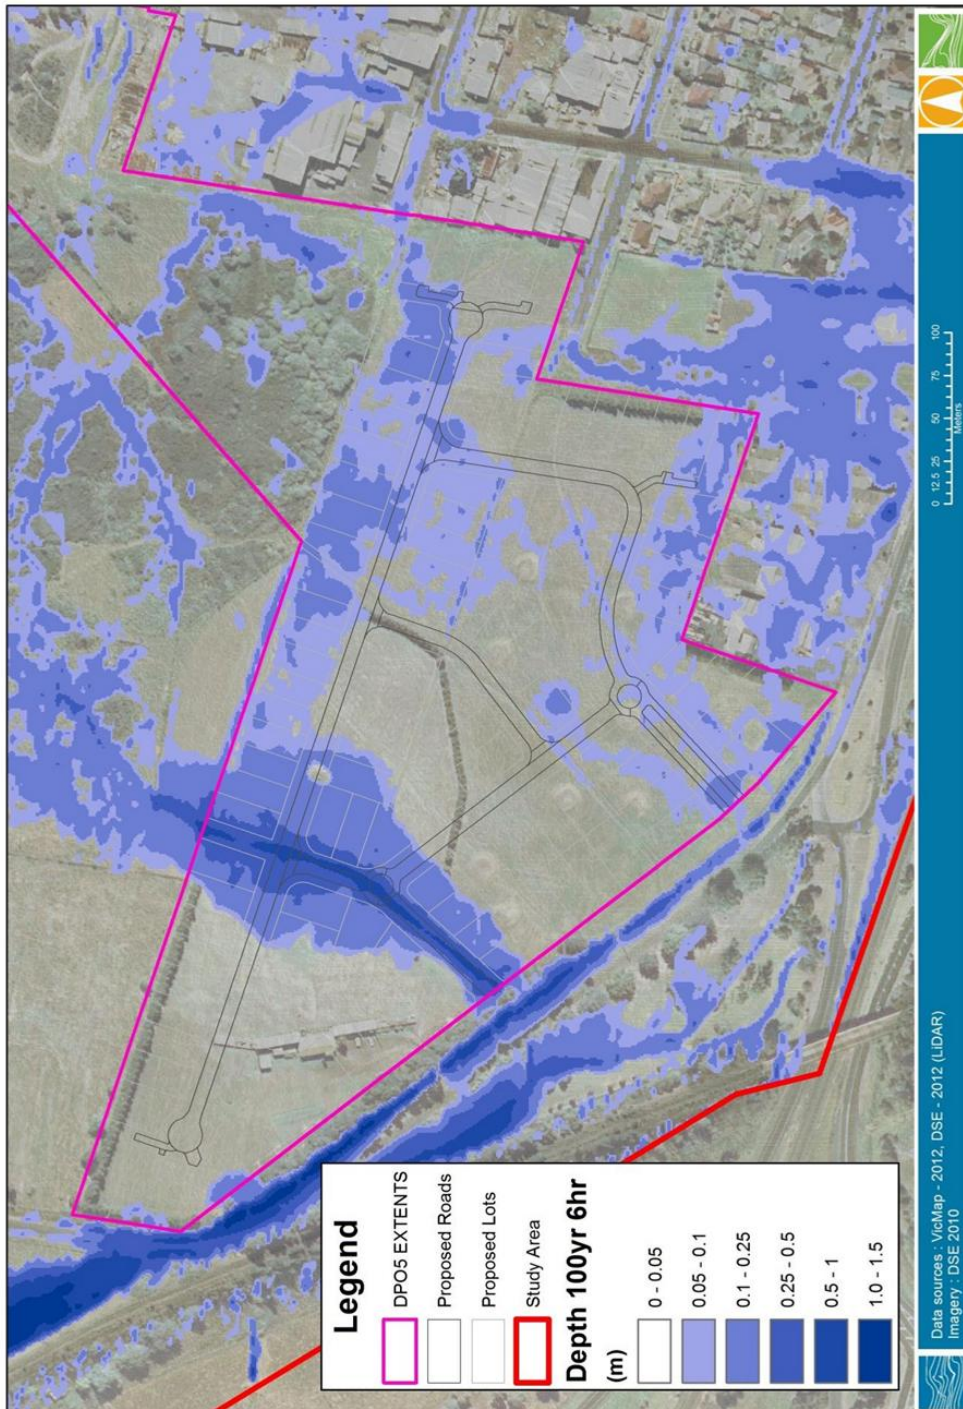 Legend
DPO5 EXTENTS
Proposed Roads
Proposed Lots
Study Area
Depth 100yr 6hr
(m)
0 - 0.05
0.05 - 0.1
0.1 - 0.25
0.25 - 0.5
0.5 - 1
1.0 - 1.5
Data sources : VicMap - 2012, DSE - 2012 (LiDAR)
Imagery : DSE 2010
0 12.5 25 50 75 100
Meters